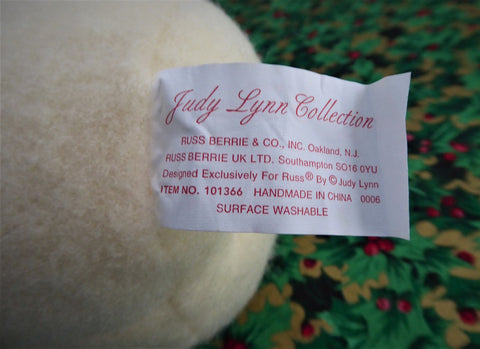 Judy Lynn Collection
RUSS BERRIE & CO., INC. Oakland, N.J.
RUSS BERRIE UK LTD. Southampton SO16 0YU
Designed Exclusively For Russ® By © Judy Lynn
ITEM NO. 101366 HANDMADE IN CHINA 0006
SURFACE WASHABLE